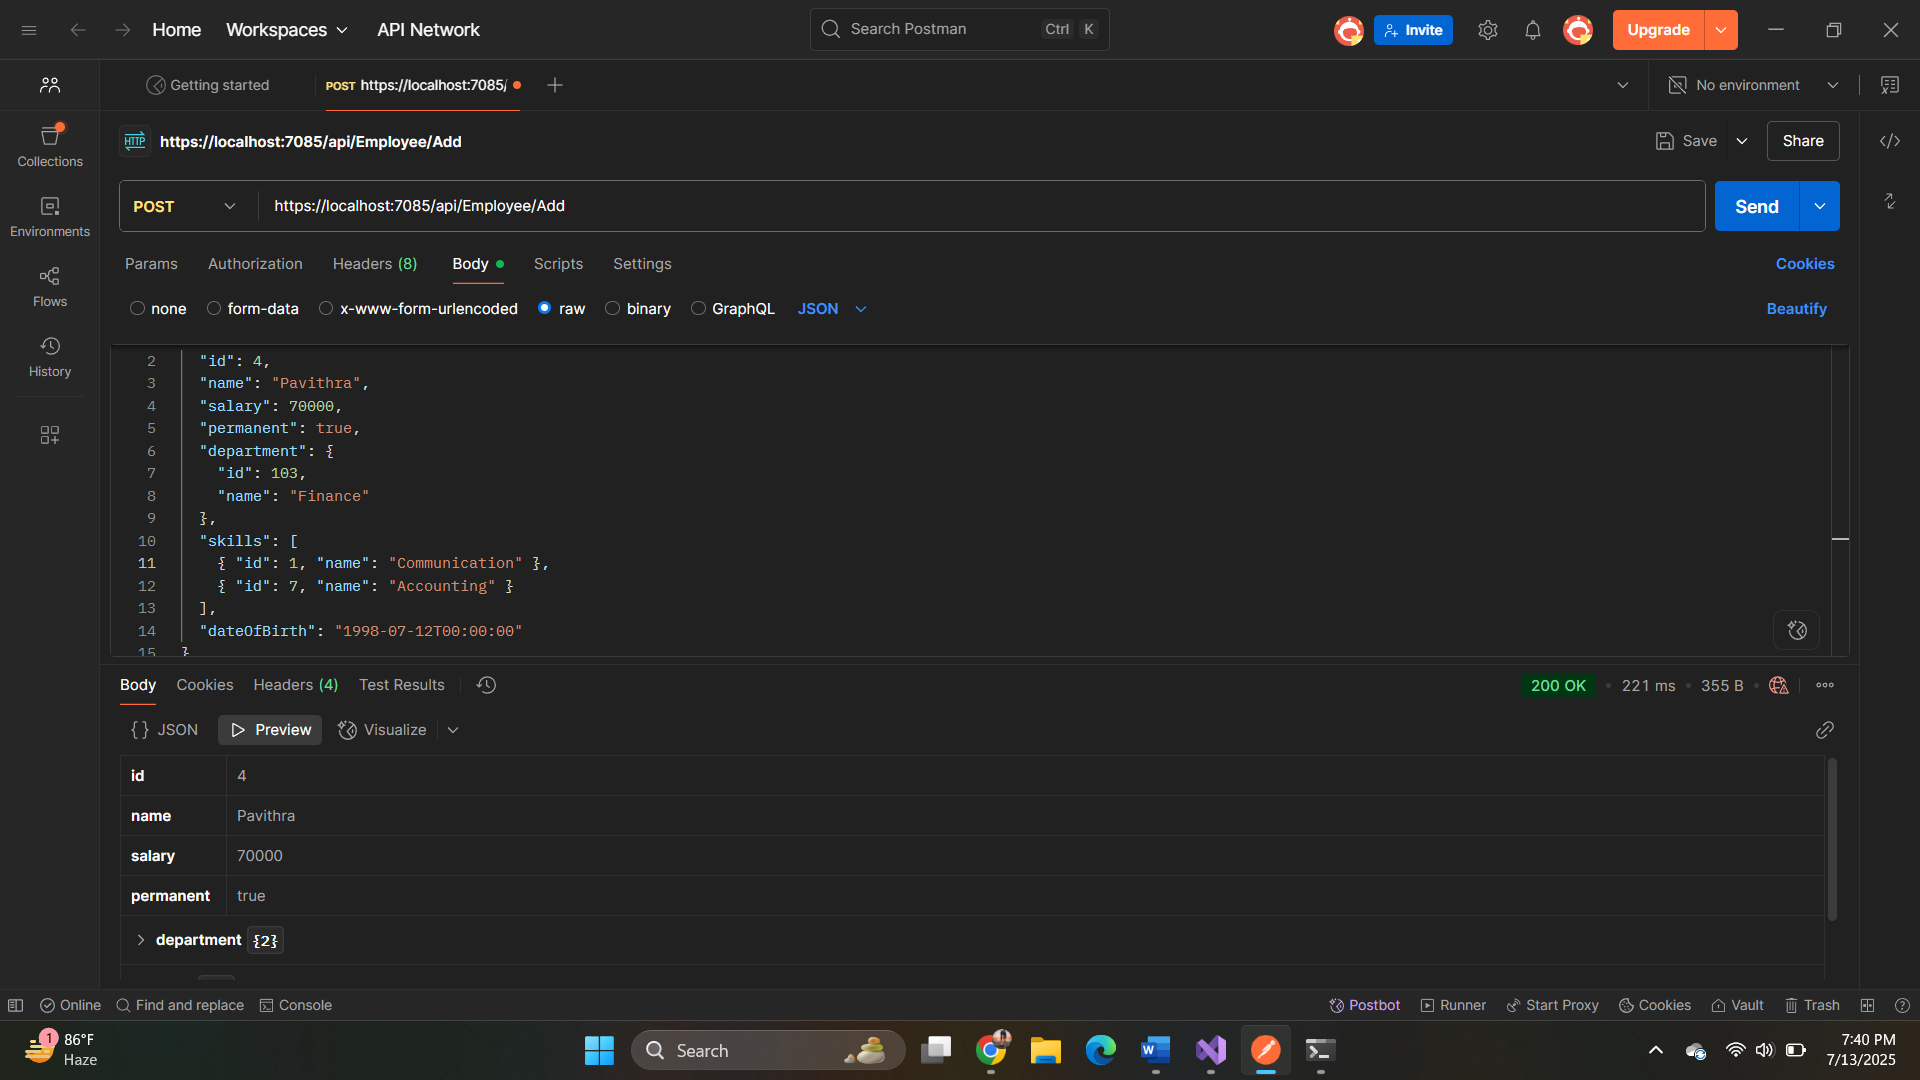 Home Workspaces API Network Search Postman Ctrl K Invite Upgrade
Getting started POST https://localhost:7085/ No environment
HTTP https://localhost:7085/api/Employee/Add Save Share
POST https://localhost:7085/api/Employee/Add Send
Params Authorization Headers (8) Body Scripts Settings Cookies
none form-data x-www-form-urlencoded raw binary GraphQL JSON Beautify
Collections
Environments
Flows
History
2 "id": 4,
3 "name": "Pavithra",
4 "salary": 70000,
5 "permanent": true,
6 "department": {
7 "id": 103,
8 "name": "Finance"
9 },
10 "skills": [
11 { "id": 1, "name": "Communication" },
12 { "id": 7, "name": "Accounting" }
13 ],
14 "dateOfBirth": "1998-07-12T00:00:00"
15 }
Body Cookies Headers (4) Test Results 200 OK 221 ms 355 B
{} JSON Preview Visualize
id 4
name Pavithra
salary 70000
permanent true
department {2}
Online Find and replace Console Postbot Runner Start Proxy Cookies Vault Trash
1 86°F
Haze
Search
7:40 PM
7/13/2025